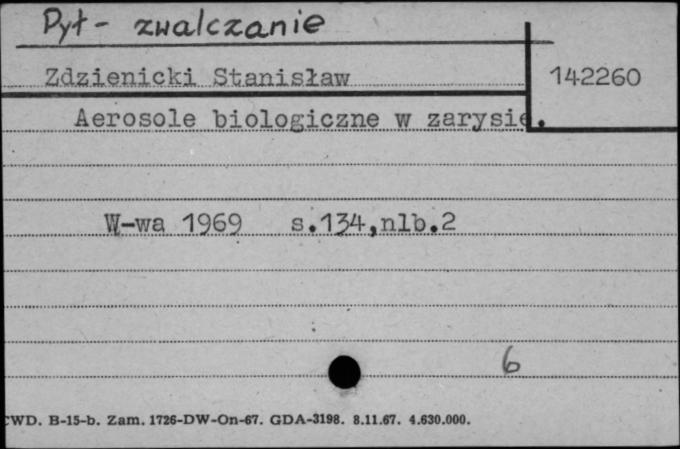 Pył - zwalczanie
Zdzienicki Stanisław
142260
Aerosole biologiczne w zarysie.
W-wa 1969 s.134,nlb.2
6
CWD. B-15-b. Zam. 1726-DW-On-67. GDA-3198. 8.11.67. 4.630.000.